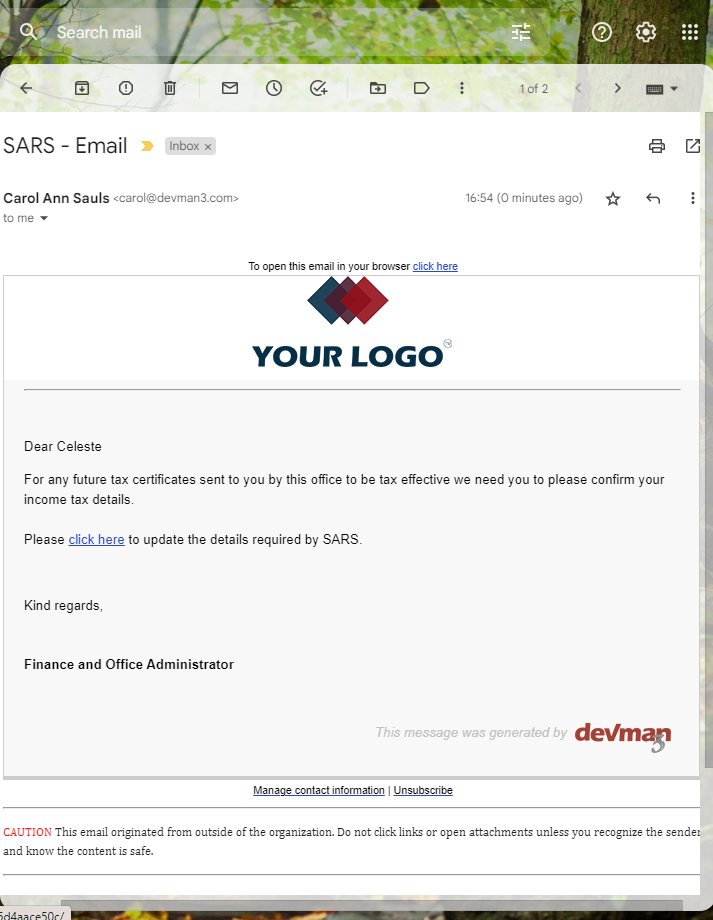 Search mail
1 of 2
SARS - Email
Inbox ×
Carol Ann Sauls <carol@devman3.com>
16:54 (0 minutes ago)
to me
To open this email in your browser click here
YOUR LOGO
Dear Celeste
For any future tax certificates sent to you by this office to be tax effective we need you to please confirm your
income tax details.
Please click here to update the details required by SARS.
Kind regards,
Finance and Office Administrator
This message was generated by devman 3
Manage contact information | Unsubscribe
CAUTION This email originated from outside of the organization. Do not click links or open attachments unless you recognize the sender
and know the content is safe.
5d4aace50c/